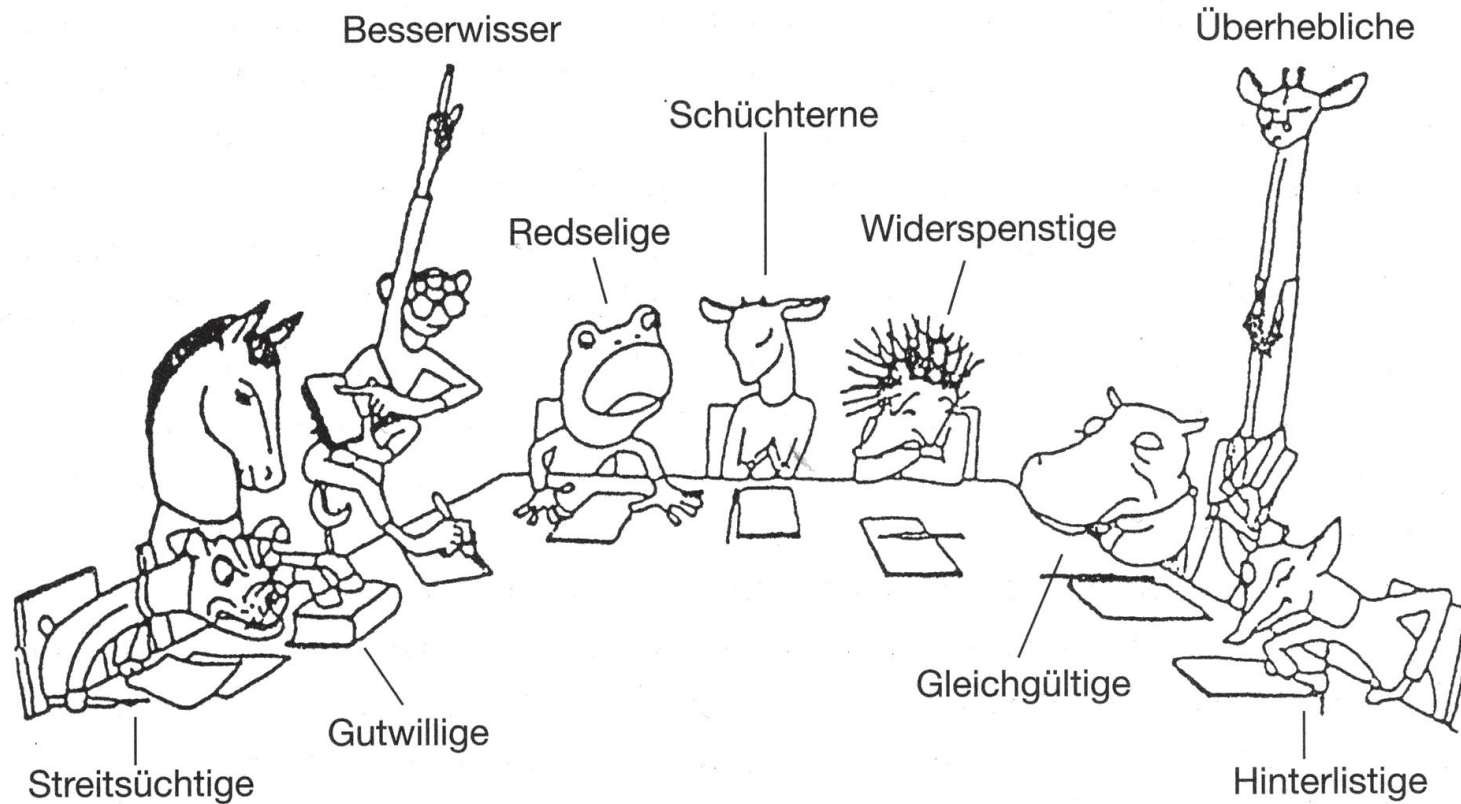 Besserwisser
Überhebliche
Schüchterne
Redselige
Widerspenstige
Gleichgültige
Gutwillige
Streitsüchtige
Hinterlistige